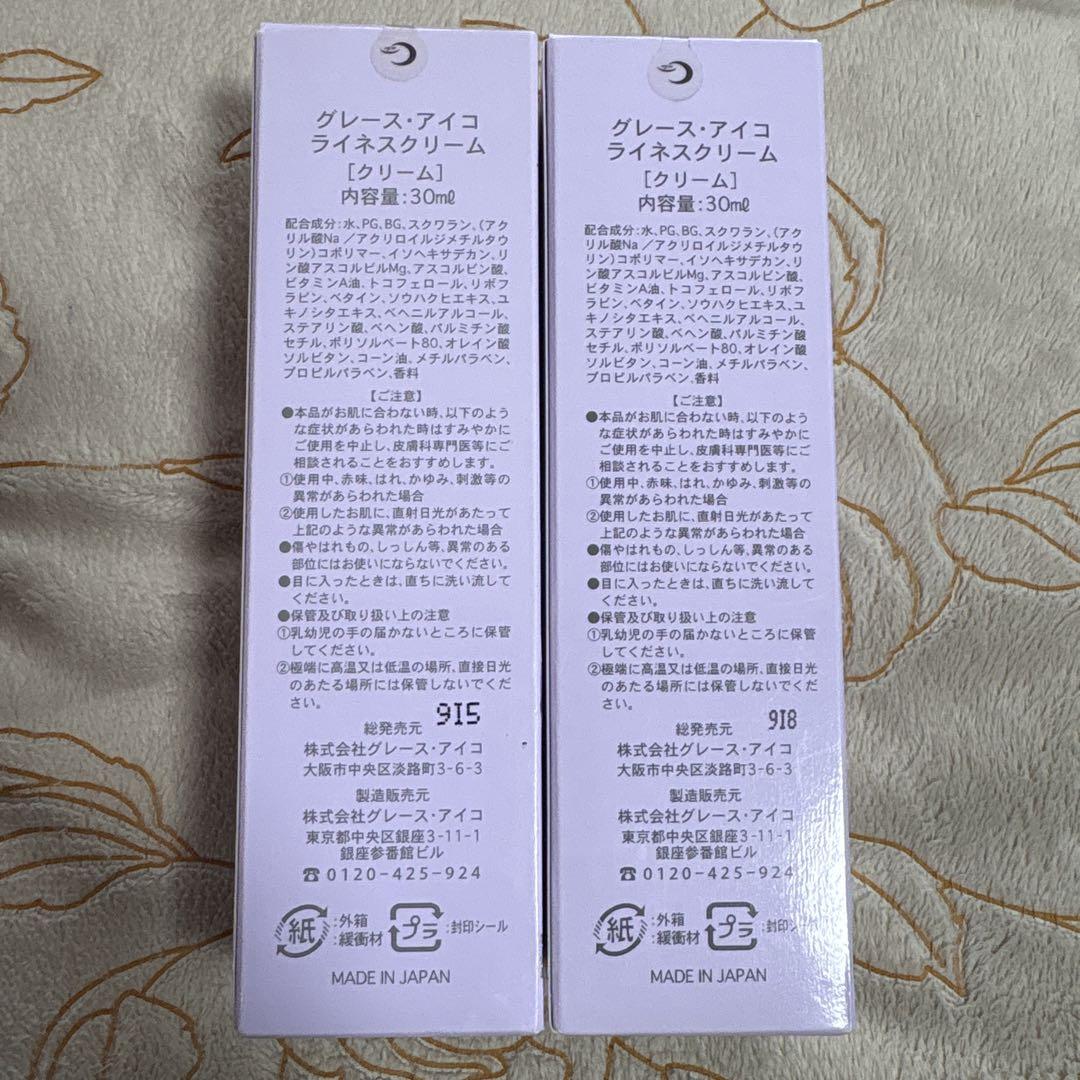 グレース・アイコ
ライネスクリーム
[クリーム]
内容量:30mℓ
配合成分:水、PG、BG、スクワラン、(アク
リル酸Na／アクリロイルジメチルタウ
リン)コポリマー、イソヘキサデカン、リ
ン酸アスコルビルMg、アスコルビン酸、
ビタミンA油、トコフェロール、リボフ
ラビン、ベタイン、ソウハクヒエキス、ユ
キノシタエキス、ベヘニルアルコール、
ステアリン酸、ベヘン酸、パルミチン酸
セチル、ポリソルベート80、オレイン酸
ソルビタン、コーン油、メチルパラベン、
プロピルパラベン、香料
【ご注意】
●本品がお肌に合わない時、以下のよう
な症状があらわれた時はすみやかに
ご使用を中止し、皮膚科専門医等にご
相談されることをおすすめします。
①使用中、赤味、はれ、かゆみ、刺激等の
異常があらわれた場合
②使用したお肌に、直射日光があたって
上記のような異常があらわれた場合
●傷やはれもの、しっしん等、異常のある
部位にはお使いにならないでください。
●目に入ったときは、直ちに洗い流して
ください。
●保管及び取り扱い上の注意
①乳幼児の手の届かないところに保管
してください。
②極端に高温又は低温の場所、直接日光
のあたる場所には保管しないでくだ
さい。
9I5
総発売元
株式会社グレース・アイコ
大阪市中央区淡路町3-6-3
製造販売元
株式会社グレース・アイコ
東京都中央区銀座3-11-1
銀座参番館ビル
☎0120-425-924
紙
:外箱
:緩衝材
プラ
:封印シール
MADE IN JAPAN
グレース・アイコ
ライネスクリーム
[クリーム]
内容量:30mℓ
配合成分:水、PG、BG、スクワラン、(アク
リル酸Na／アクリロイルジメチルタウ
リン)コポリマー、イソヘキサデカン、リ
ン酸アスコルビルMg、アスコルビン酸、
ビタミンA油、トコフェロール、リボフ
ラビン、ベタイン、ソウハクヒエキス、ユ
キノシタエキス、ベヘニルアルコール、
ステアリン酸、ベヘン酸、パルミチン酸
セチル、ポリソルベート80、オレイン酸
ソルビタン、コーン油、メチルパラベン、
プロピルパラベン、香料
【ご注意】
●本品がお肌に合わない時、以下のよう
な症状があらわれた時はすみやかに
ご使用を中止し、皮膚科専門医等にご
相談されることをおすすめします。
①使用中、赤味、はれ、かゆみ、刺激等の
異常があらわれた場合
②使用したお肌に、直射日光があたって
上記のような異常があらわれた場合
●傷やはれもの、しっしん等、異常のある
部位にはお使いにならないでください。
●目に入ったときは、直ちに洗い流して
ください。
●保管及び取り扱い上の注意
①乳幼児の手の届かないところに保管
してください。
②極端に高温又は低温の場所、直接日光
のあたる場所には保管しないでくだ
さい。
9I8
総発売元
株式会社グレース・アイコ
大阪市中央区淡路町3-6-3
製造販売元
株式会社グレース・アイコ
東京都中央区銀座3-11-1
銀座参番館ビル
☎0120-425-924
紙
:外箱
:緩衝材
プラ
:封印シール
MADE IN JAPAN